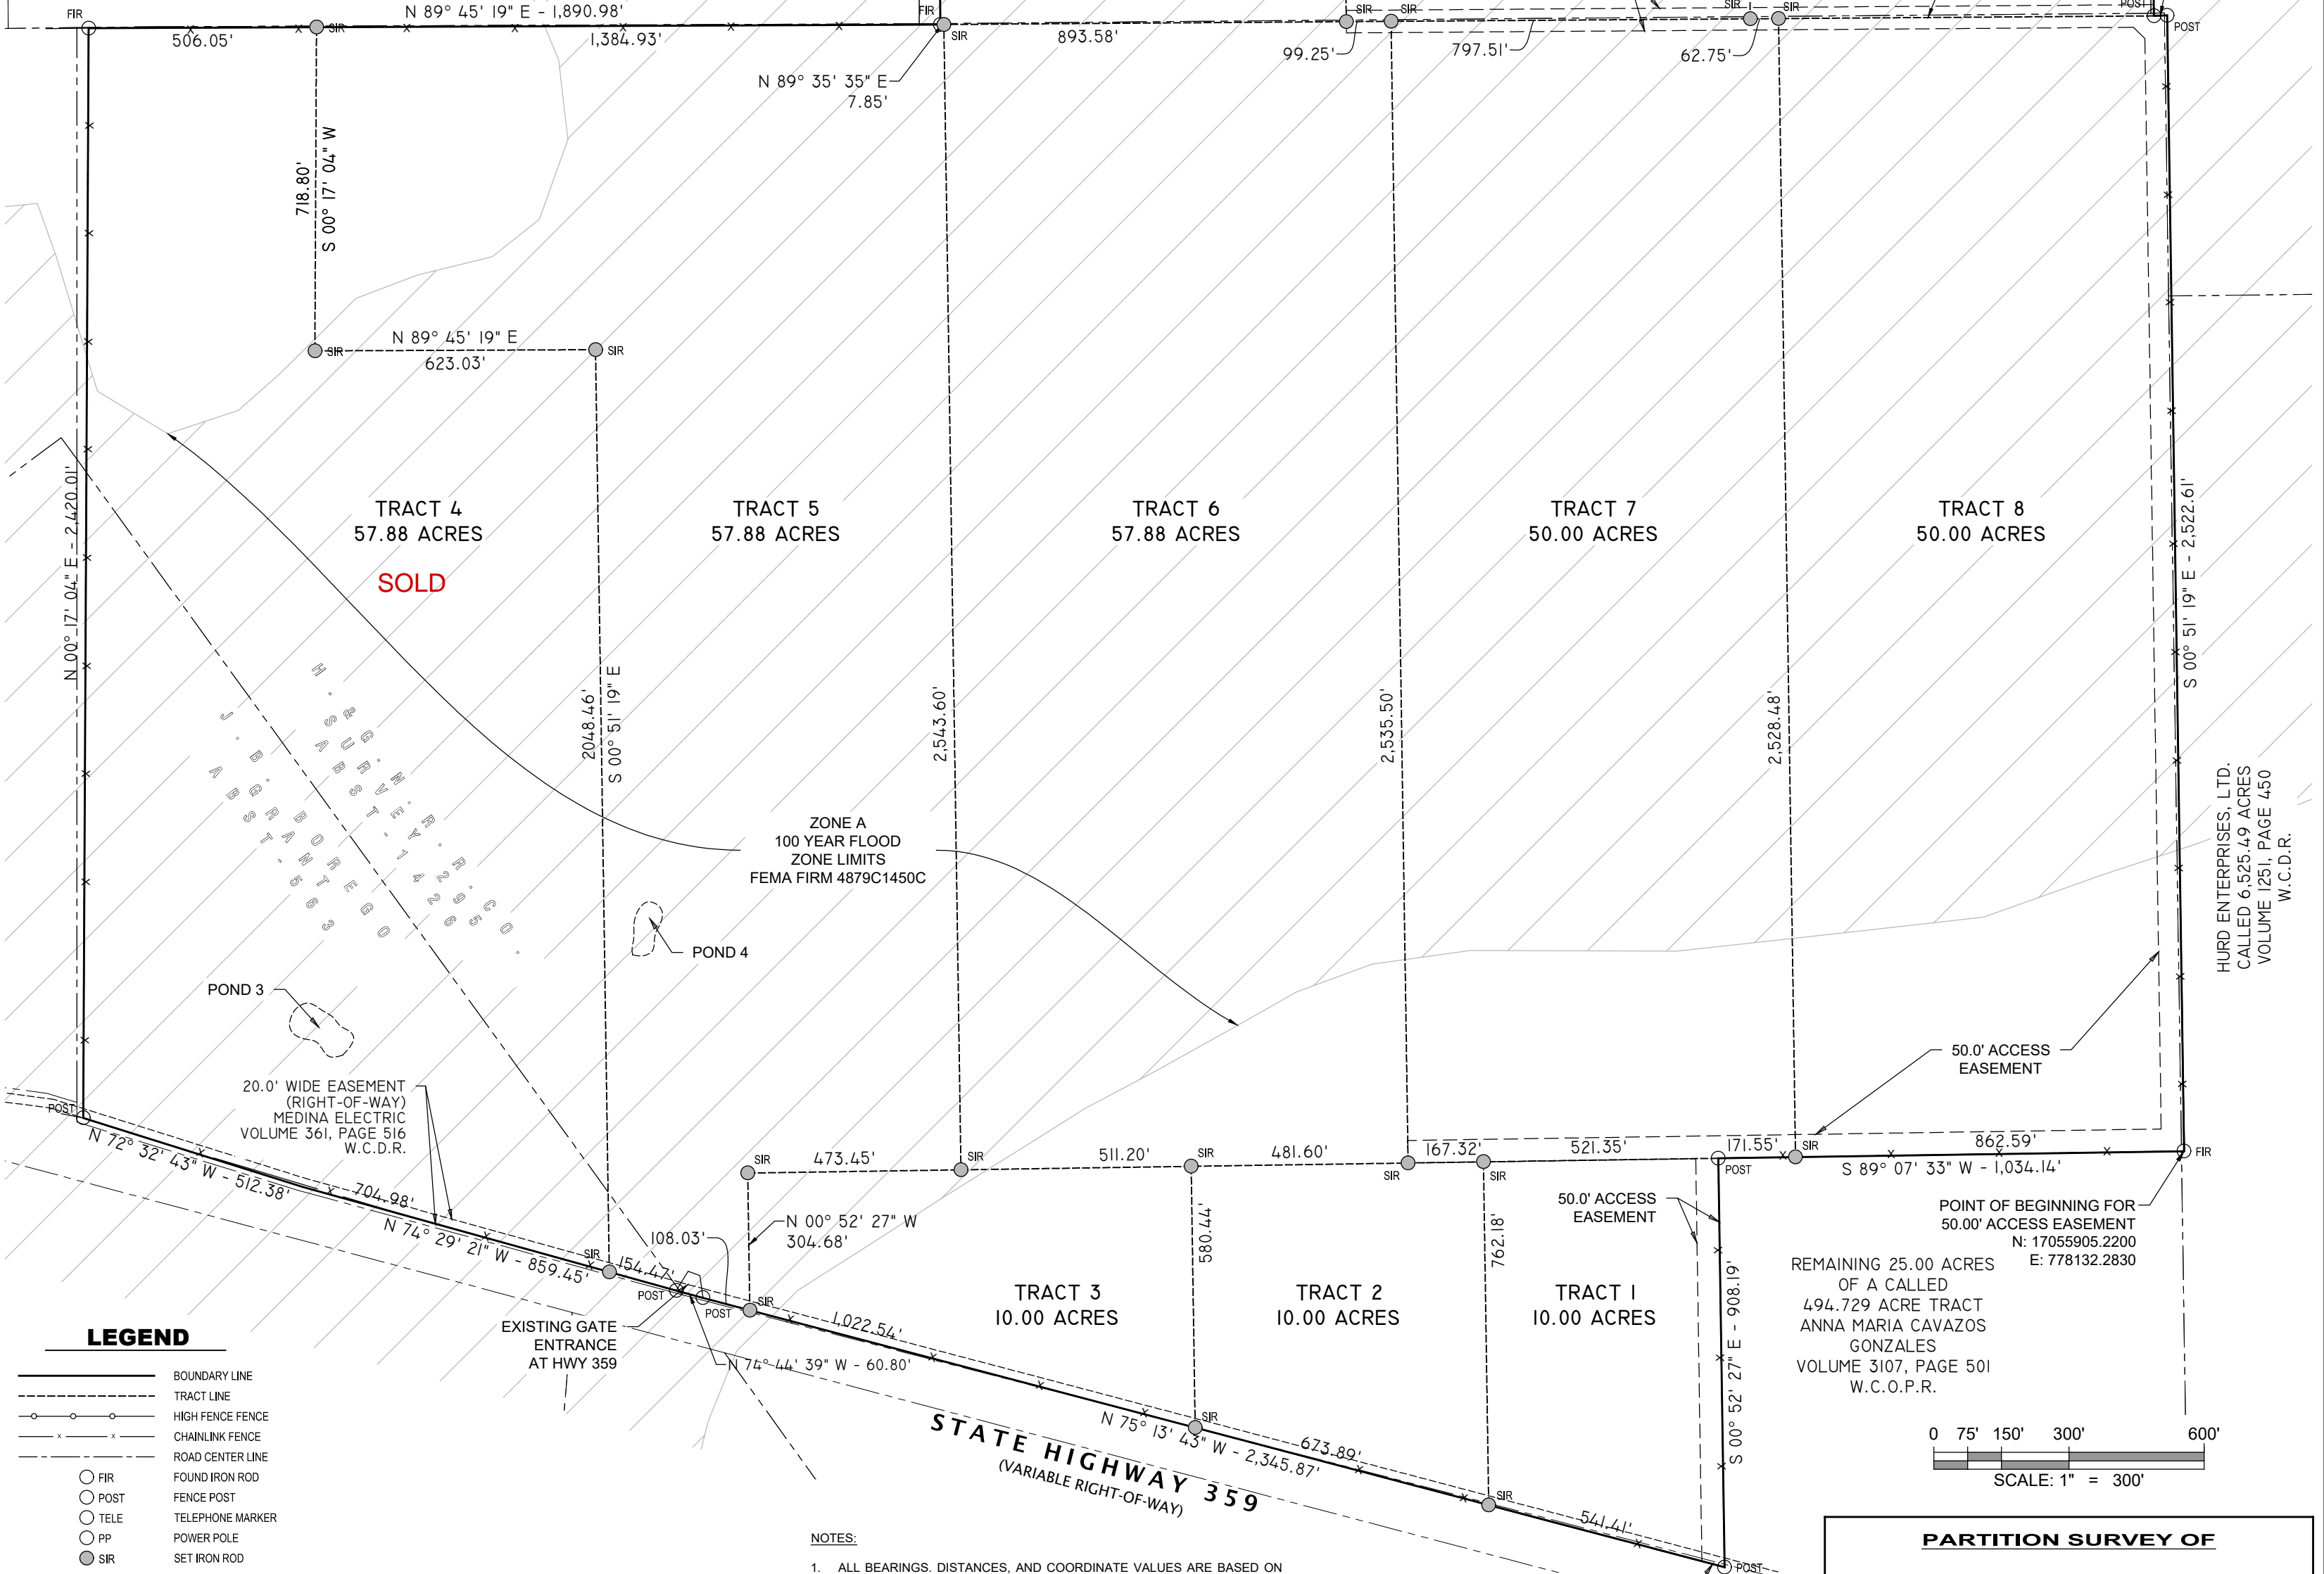 FIR
N 89° 45' 19" E - 1,890.98'
FIR
SIR
SIR
SIR
SIR
POST
506.05'
SIR
1,384.93'
SIR
893.58'
99.25'
797.51'
62.75'
SIR
POST
N 89° 35' 35" E
7.85'
718.80'
S 00° 17' 04" W
N 89° 45' 19" E
SIR
SIR
623.03'
N 00° 17' 04" E - 2,420.01'
TRACT 4
57.88 ACRES
SOLD
TRACT 5
57.88 ACRES
TRACT 6
57.88 ACRES
TRACT 7
50.00 ACRES
TRACT 8
50.00 ACRES
S 00° 51' 19" E - 2,522.61'
2048.46'
S 00° 51' 19" E
2,543.60'
2,535.50'
2,528.48'
H. & G. N. R. R. CO.
SURVEY - 1295
ABST. - 1426
J. B. BORREGO
GRANT
ABST. - 563
ZONE A
100 YEAR FLOOD
ZONE LIMITS
FEMA FIRM 4879C1450C
HURD ENTERPRISES, LTD.
CALLED 6,525.49 ACRES
VOLUME 1251, PAGE 450
W.C.D.R.
POND 4
POND 3
50.0' ACCESS
EASEMENT
20.0' WIDE EASEMENT
(RIGHT-OF-WAY)
MEDINA ELECTRIC
VOLUME 361, PAGE 516
W.C.D.R.
POST
N 72° 32' 43" W - 512.38'
704.98'
N 74° 29' 21" W - 859.45'
SIR
473.45'
SIR
511.20'
SIR
481.60'
SIR
167.32'
SIR
521.35'
POST
171.55'
SIR
862.59'
FIR
S 89° 07' 33" W - 1,034.14'
50.0' ACCESS
EASEMENT
POINT OF BEGINNING FOR
50.00' ACCESS EASEMENT
N: 17055905.2200
E: 778132.2830
N 00° 52' 27" W
304.68'
108.03'
580.44'
762.18'
SIR
154.47'
POST
POST
SIR
TRACT 3
10.00 ACRES
TRACT 2
10.00 ACRES
TRACT 1
10.00 ACRES
S 00° 52' 27" E - 908.19'
REMAINING 25.00 ACRES
OF A CALLED
494.729 ACRE TRACT
ANNA MARIA CAVAZOS
GONZALES
VOLUME 3107, PAGE 501
W.C.O.P.R.
EXISTING GATE
ENTRANCE
AT HWY 359
N 74° 44' 39" W - 60.80'
1,022.54'
SIR
N 75° 13' 43" W - 2,345.87'
673.89'
SIR
541.41'
POST
STATE HIGHWAY 359
(VARIABLE RIGHT-OF-WAY)
LEGEND
BOUNDARY LINE
TRACT LINE
HIGH FENCE FENCE
CHAINLINK FENCE
ROAD CENTER LINE
FIR FOUND IRON ROD
POST FENCE POST
TELE TELEPHONE MARKER
PP POWER POLE
SIR SET IRON ROD
0 75' 150' 300' 600'
SCALE: 1" = 300'
NOTES:
1. ALL BEARINGS, DISTANCES, AND COORDINATE VALUES ARE BASED ON
PARTITION SURVEY OF